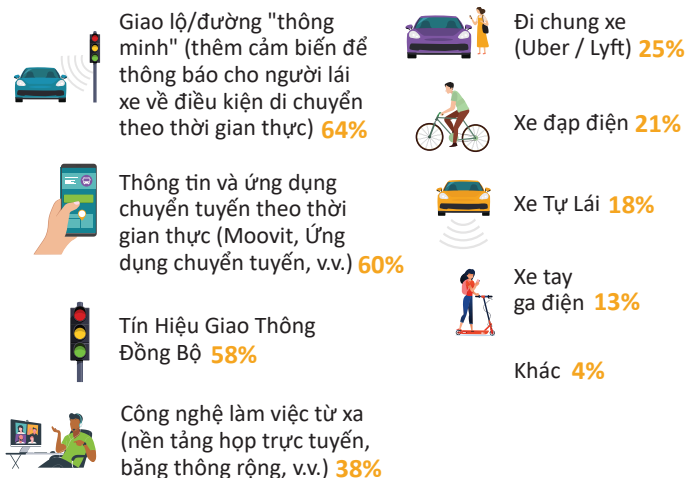 Giao lộ/đường "thông
minh" (thêm cảm biến để
thông báo cho người lái
xe về điều kiện di chuyển
theo thời gian thực) 64%
Thông tin và ứng dụng
chuyển tuyến theo thời
gian thực (Moovit, Ứng
dụng chuyển tuyến, v.v.) 60%
Tín Hiệu Giao Thông
Đồng Bộ 58%
Công nghệ làm việc từ xa
(nền tảng họp trực tuyến,
băng thông rộng, v.v.) 38%
Đi chung xe
(Uber / Lyft) 25%
Xe đạp điện 21%
Xe Tự Lái 18%
Xe tay
ga điện 13%
Khác 4%